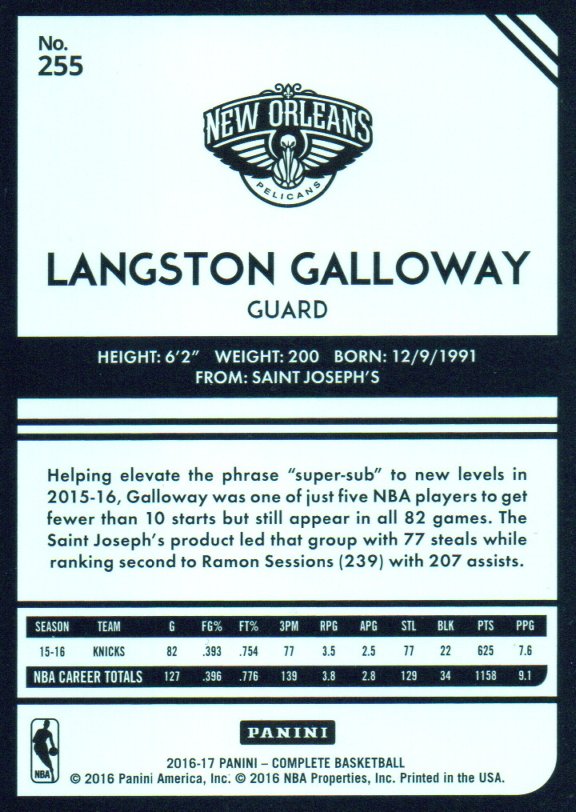 No.
255
NEW ORLEANS
PELICANS
LANGSTON GALLOWAY
GUARD
HEIGHT: 6'2" WEIGHT: 200 BORN: 12/9/1991
FROM: SAINT JOSEPH'S
Helping elevate the phrase “super-sub” to new levels in
2015-16, Galloway was one of just five NBA players to get
fewer than 10 starts but still appear in all 82 games. The
Saint Joseph's product led that group with 77 steals while
ranking second to Ramon Sessions (239) with 207 assists.
SEASON TEAM G FG% FT% 3PM RPG APG STL BLK PTS PPG
15-16 KNICKS 82 .393 .754 77 3.5 2.5 77 22 625 7.6
NBA CAREER TOTALS 127 .396 .776 139 3.8 2.8 129 34 1158 9.1
PANINI
2016-17 PANINI – COMPLETE BASKETBALL
© 2016 Panini America, Inc. © 2016 NBA Properties, Inc. Printed in the USA.
NBA